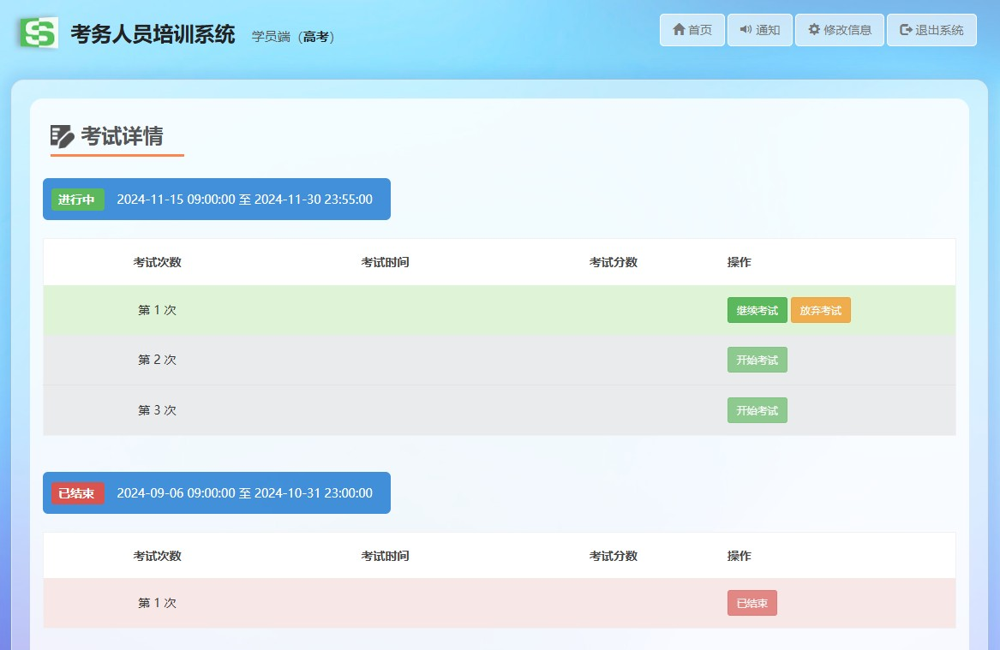 考务人员培训系统 学员端（高考） 首页 通知 修改信息 退出系统
考试详情
进行中 2024-11-15 09:00:00 至 2024-11-30 23:55:00
考试次数 考试时间 考试分数 操作
第 1 次 继续考试 放弃考试
第 2 次 开始考试
第 3 次 开始考试
已结束 2024-09-06 09:00:00 至 2024-10-31 23:00:00
考试次数 考试时间 考试分数 操作
第 1 次 已结束